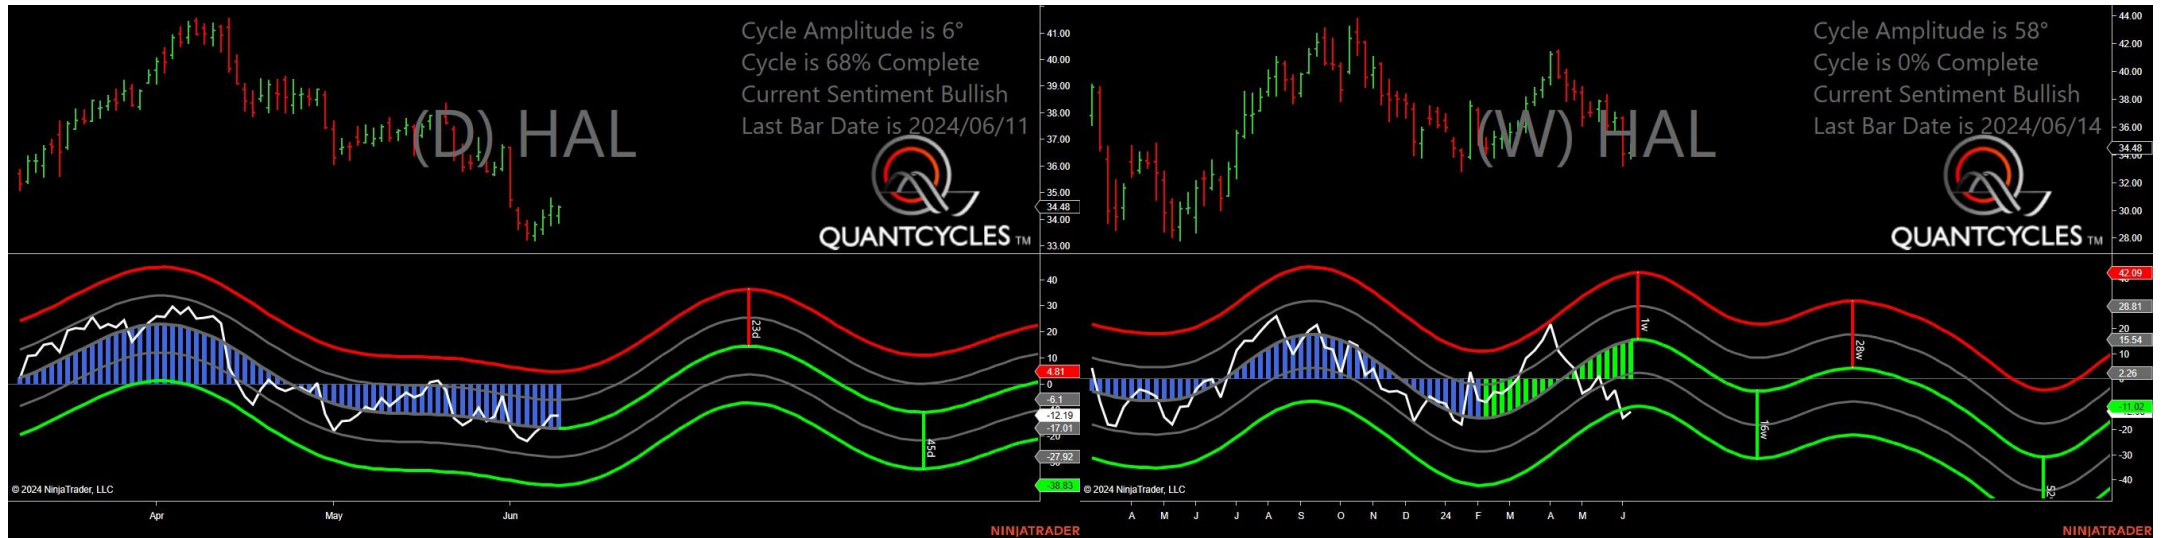 Cycle Amplitude is 6°
Cycle is 68% Complete
Current Sentiment Bullish
Last Bar Date is 2024/06/11
(D) HAL
QUANTCYCLES TM
41.00
40.00
39.00
38.00
37.00
36.00
35.00
34.48
34.00
33.00
40
30
20
10
4.81
0
-6.1
-12.19
-17.01
-20
-27.92
-38.83
23d
45d
© 2024 NinjaTrader, LLC
Apr May Jun
NINJATRADER
Cycle Amplitude is 58°
Cycle is 0% Complete
Current Sentiment Bullish
Last Bar Date is 2024/06/14
(W) HAL
QUANTCYCLES TM
44.00
42.00
40.00
38.00
36.00
34.48
34.00
32.00
30.00
28.00
42.09
28.81
20
15.54
10
2.26
-11.02
-20
-30
-40
1w
16w
28w
52
© 2024 NinjaTrader, LLC
A M J J A S O N D 24 F M A M J
NINJATRADER